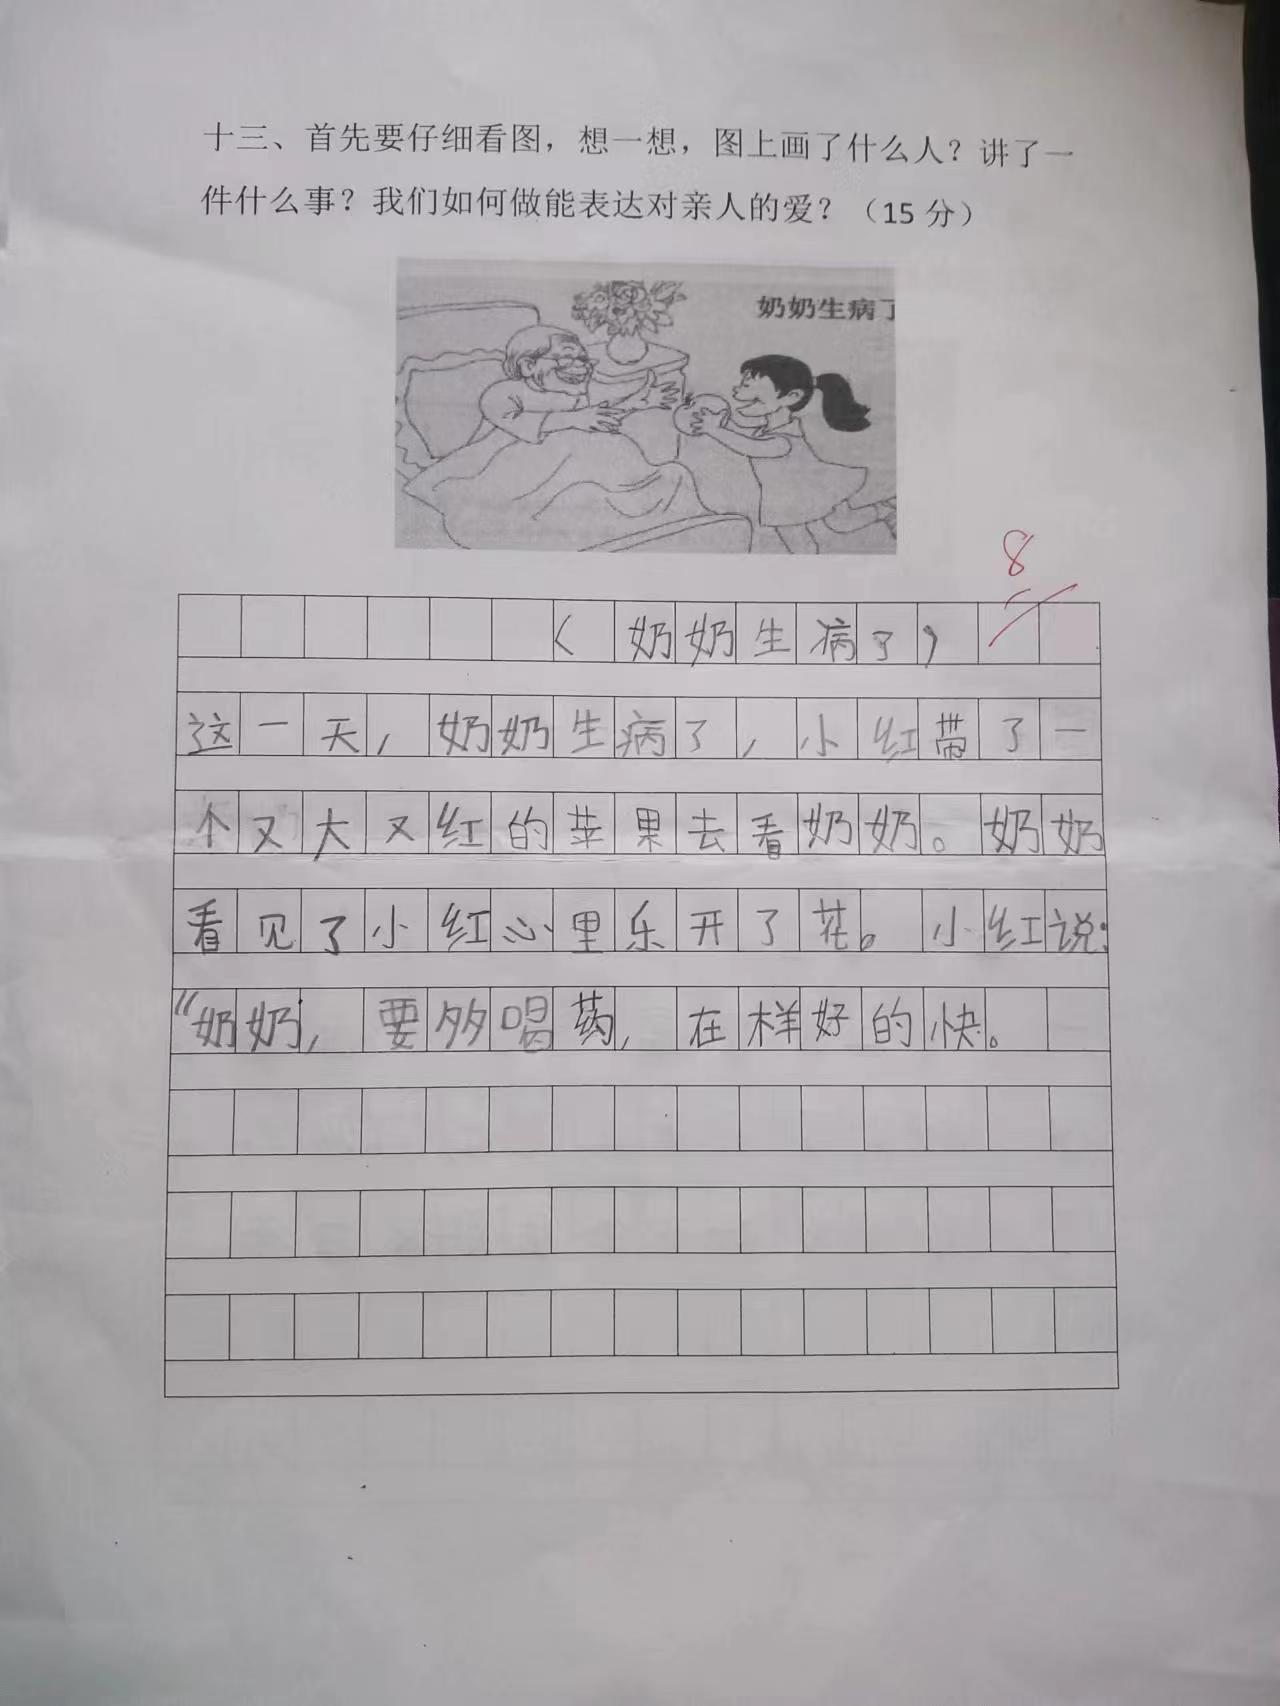 十三、首先要仔细看图，想一想，图上画了什么人？讲了一
件什么事？我们如何做能表达对亲人的爱？（15 分）
奶奶生病了
8
〈奶奶生病了，
这一天，奶奶生病了，小红带了一
个又大又红的苹果去看奶奶。奶奶
看见了小红心里乐开了花。小红说：
“奶奶，要多喝药，在样好的快。